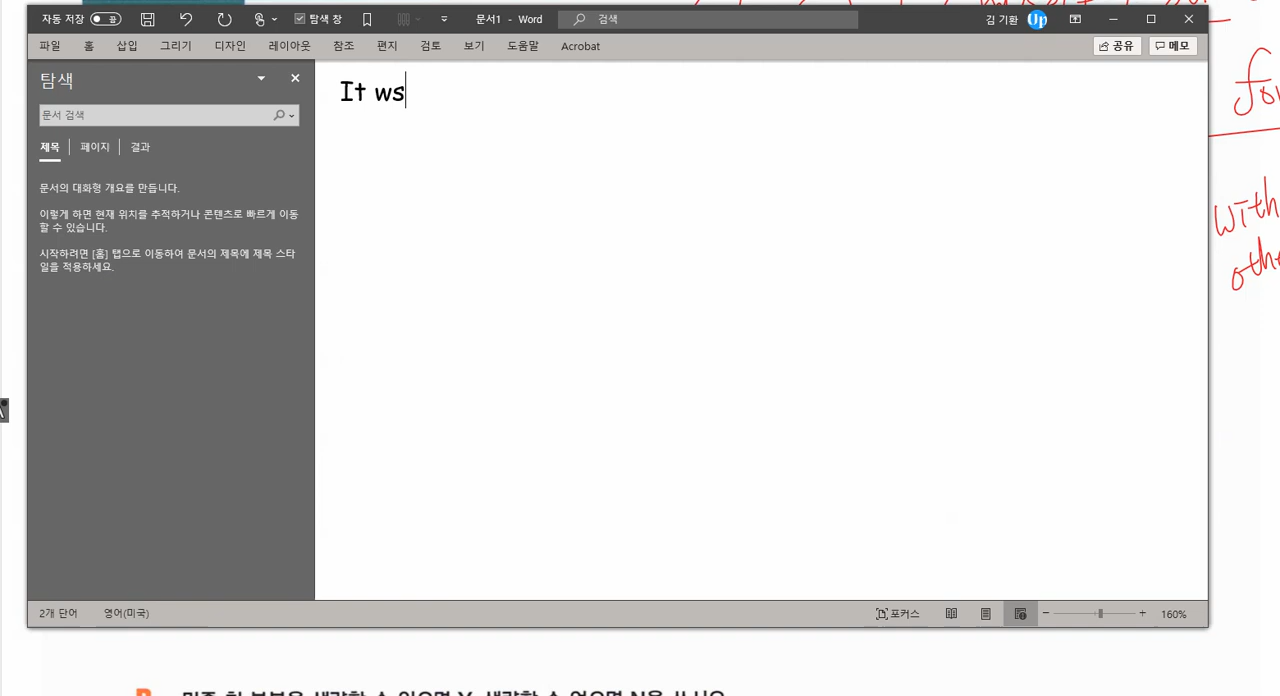 자동 저장 탐색 창 문서1 - Word 검색 김 기환 Up
파일 홈 삽입 그리기 디자인 레이아웃 참조 편지 검토 보기 도움말 Acrobat 공유 메모
탐색
It ws
문서 검색
제목 페이지 결과
문서의 대화형 개요를 만듭니다.
이렇게 하면 현재 위치를 추적하거나 콘텐츠로 빠르게 이동
할 수 있습니다.
시작하려면 [홈] 탭으로 이동하여 문서의 제목에 제목 스타
일을 적용하세요.
with
2개 단어 영어(미국) 포커스 160%